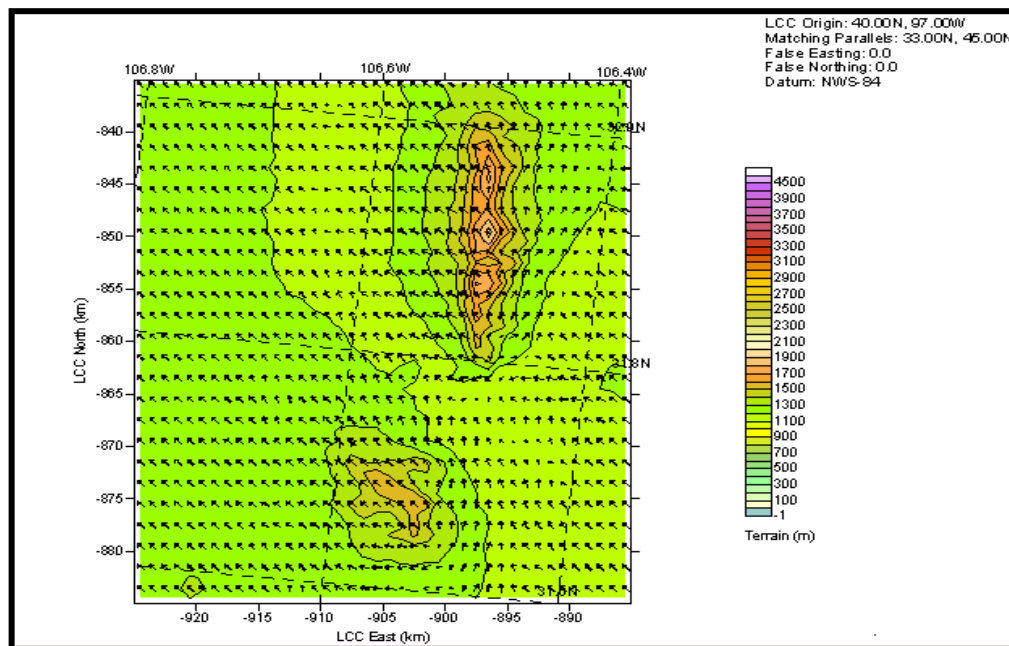 LCC Origin: 40.00N, 97.00W
Matching Parallels: 33.00N, 45.00N
False Easting: 0.0
False Northing: 0.0
Datum: NWS-84
106.8W 106.6W 106.4W
-840
-845
-850
-855
-860
-865
-870
-875
-880
LCC North (km)
31.8N
-920 -915 -910 -905 -900 -895 -890
LCC East (km)
4500
3900
3700
3300
3100
2900
2700
2500
2300
2100
1900
1700
1500
1300
1100
900
700
500
300
100
-1
Terrain (m)